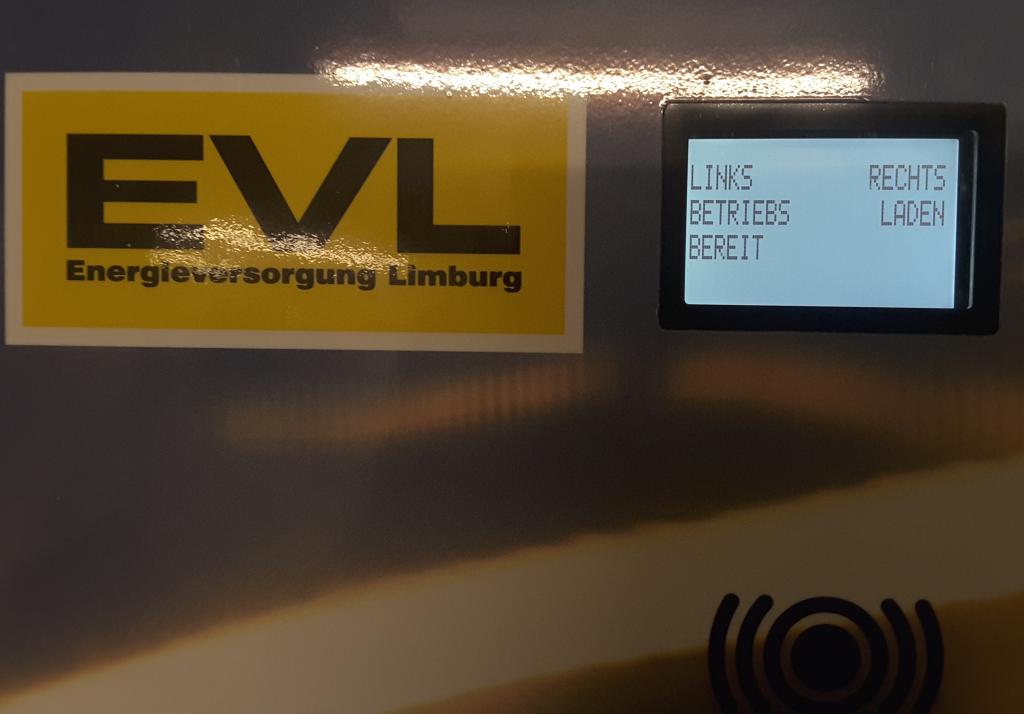 EVL
Energieversorgung Limburg
LINKS RECHTS
BETRIEBS LADEN
BEREIT